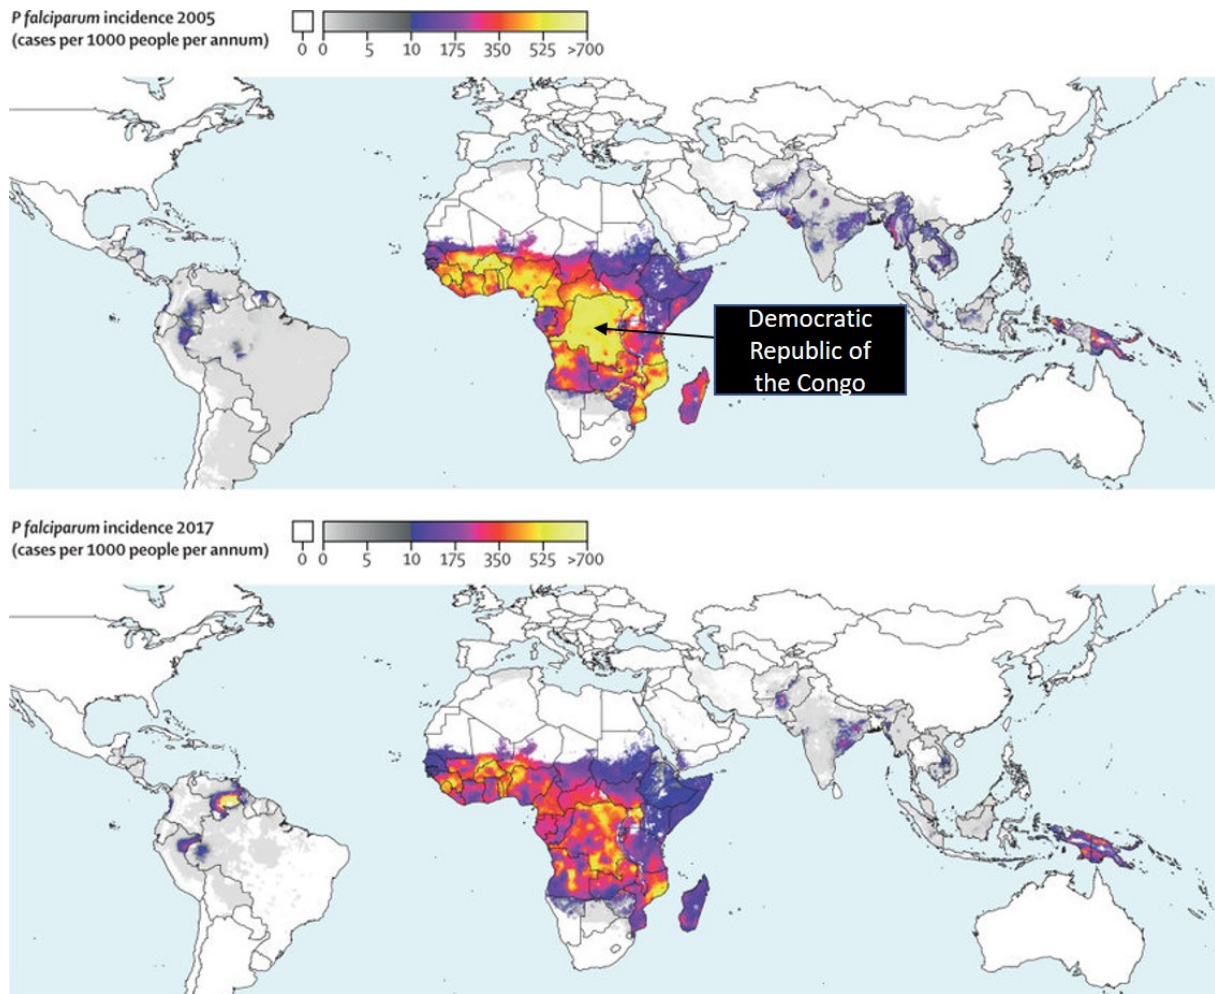 P falciparum incidence 2005
(cases per 1000 people per annum)
0 0 5 10 175 350 525 >700
Democratic
Republic of
the Congo
P falciparum incidence 2017
(cases per 1000 people per annum)
0 0 5 10 175 350 525 >700